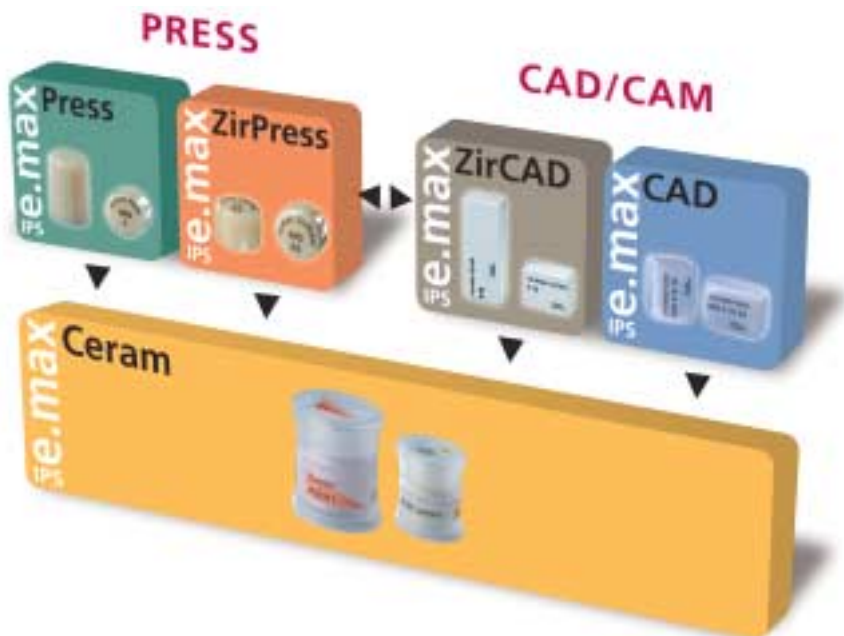 PRESS
CAD/CAM
IPS e.max
Press
IPS e.max
ZirPress
IPS e.max
ZirCAD
IPS e.max
CAD
IPS e.max
Ceram